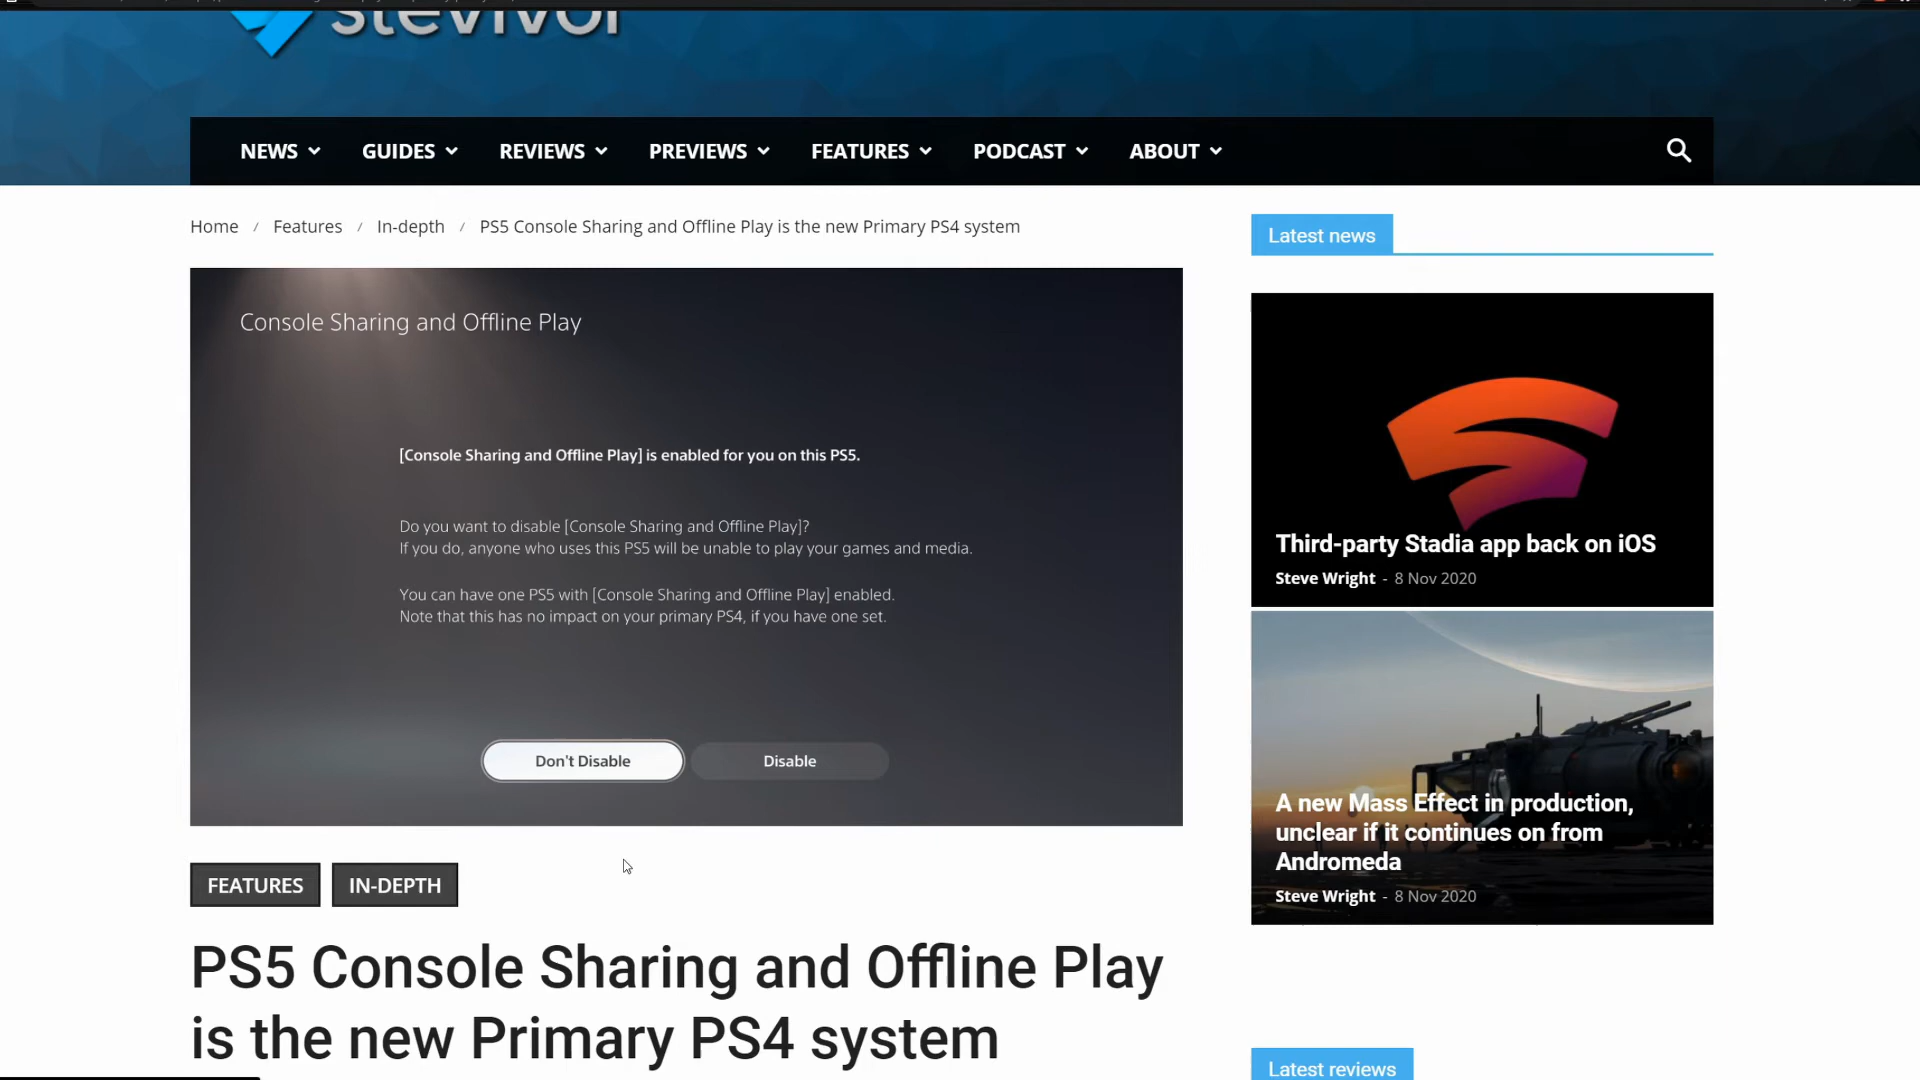 stevivor
NEWS GUIDES REVIEWS PREVIEWS FEATURES PODCAST ABOUT
Home / Features / In-depth / PS5 Console Sharing and Offline Play is the new Primary PS4 system
Console Sharing and Offline Play
[Console Sharing and Offline Play] is enabled for you on this PS5.
Do you want to disable [Console Sharing and Offline Play]?
If you do, anyone who uses this PS5 will be unable to play your games and media.
You can have one PS5 with [Console Sharing and Offline Play] enabled.
Note that this has no impact on your primary PS4, if you have one set.
Don't Disable Disable
FEATURES IN-DEPTH
PS5 Console Sharing and Offline Play
is the new Primary PS4 system
Latest news
Third-party Stadia app back on iOS
Steve Wright - 8 Nov 2020
A new Mass Effect in production,
unclear if it continues on from
Andromeda
Steve Wright - 8 Nov 2020
Latest reviews